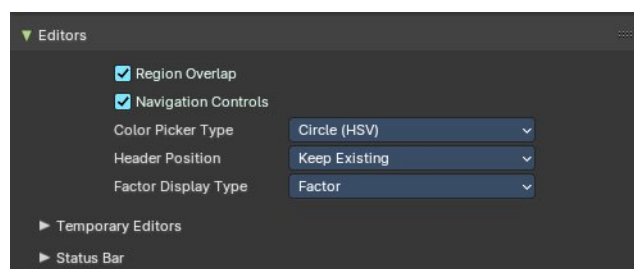 Editors
Region Overlap
Navigation Controls
Color Picker Type Circle (HSV)
Header Position Keep Existing
Factor Display Type Factor
Temporary Editors
Status Bar